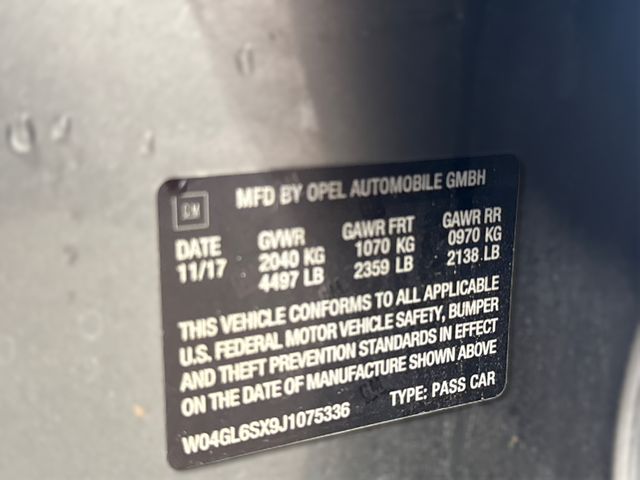 GM
MFD BY OPEL AUTOMOBILE GMBH
DATE GVWR GAWR FRT GAWR RR
11/17 2040 KG 1070 KG 0970 KG
4497 LB 2359 LB 2138 LB
THIS VEHICLE CONFORMS TO ALL APPLICABLE
U.S. FEDERAL MOTOR VEHICLE SAFETY, BUMPER
AND THEFT PREVENTION STANDARDS IN EFFECT
ON THE DATE OF MANUFACTURE SHOWN ABOVE
W04GL6SX9J1075336 TYPE: PASS CAR